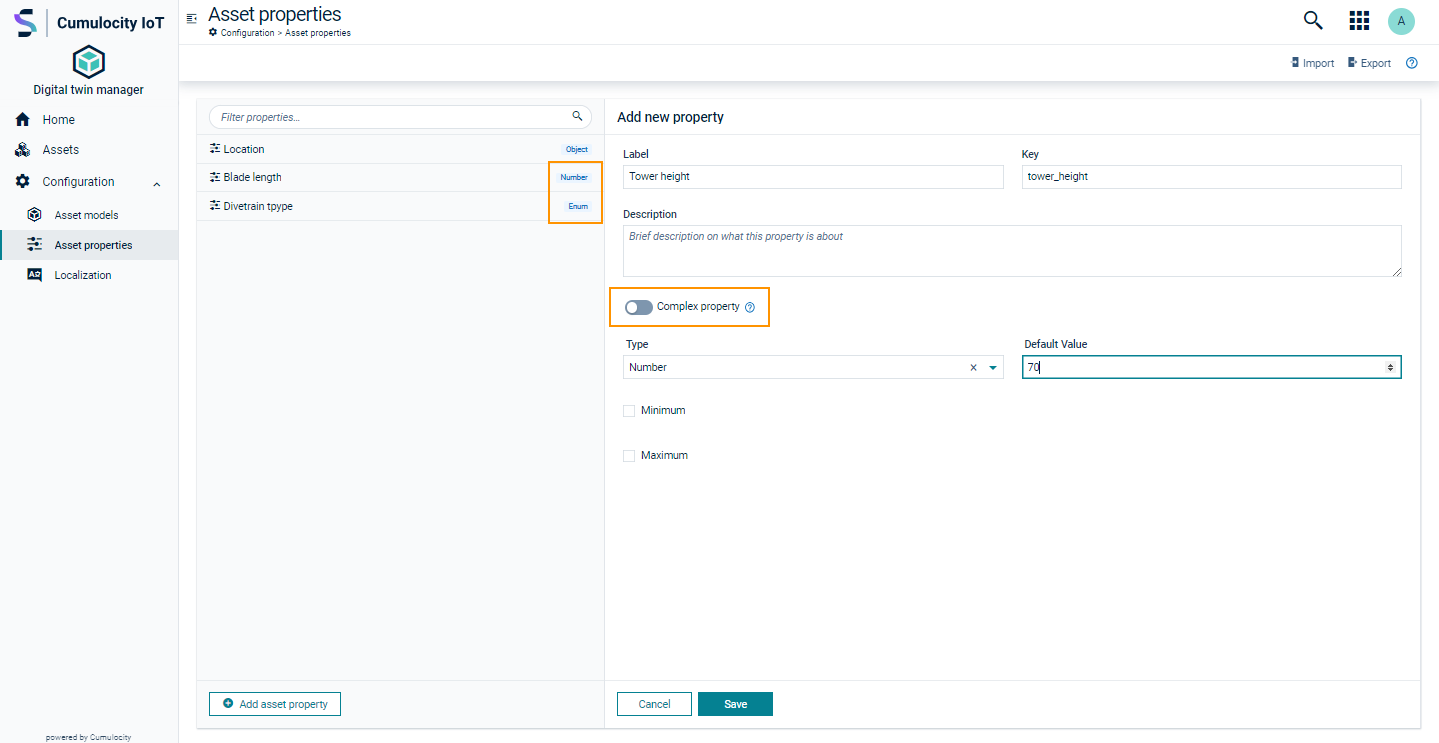 Cumulocity IoT
Digital twin manager
Home
Assets
Configuration
Asset models
Asset properties
Localization
powered by Cumulocity
Asset properties
Configuration > Asset properties
A
Import
Export
Filter properties...
Location Object
Blade length Number
Divetrain tpype Enum
Add asset property
Add new property
Label Key
Tower height tower_height
Description
Brief description on what this property is about
Complex property
Type Default Value
Number 70
Minimum
Maximum
Cancel Save